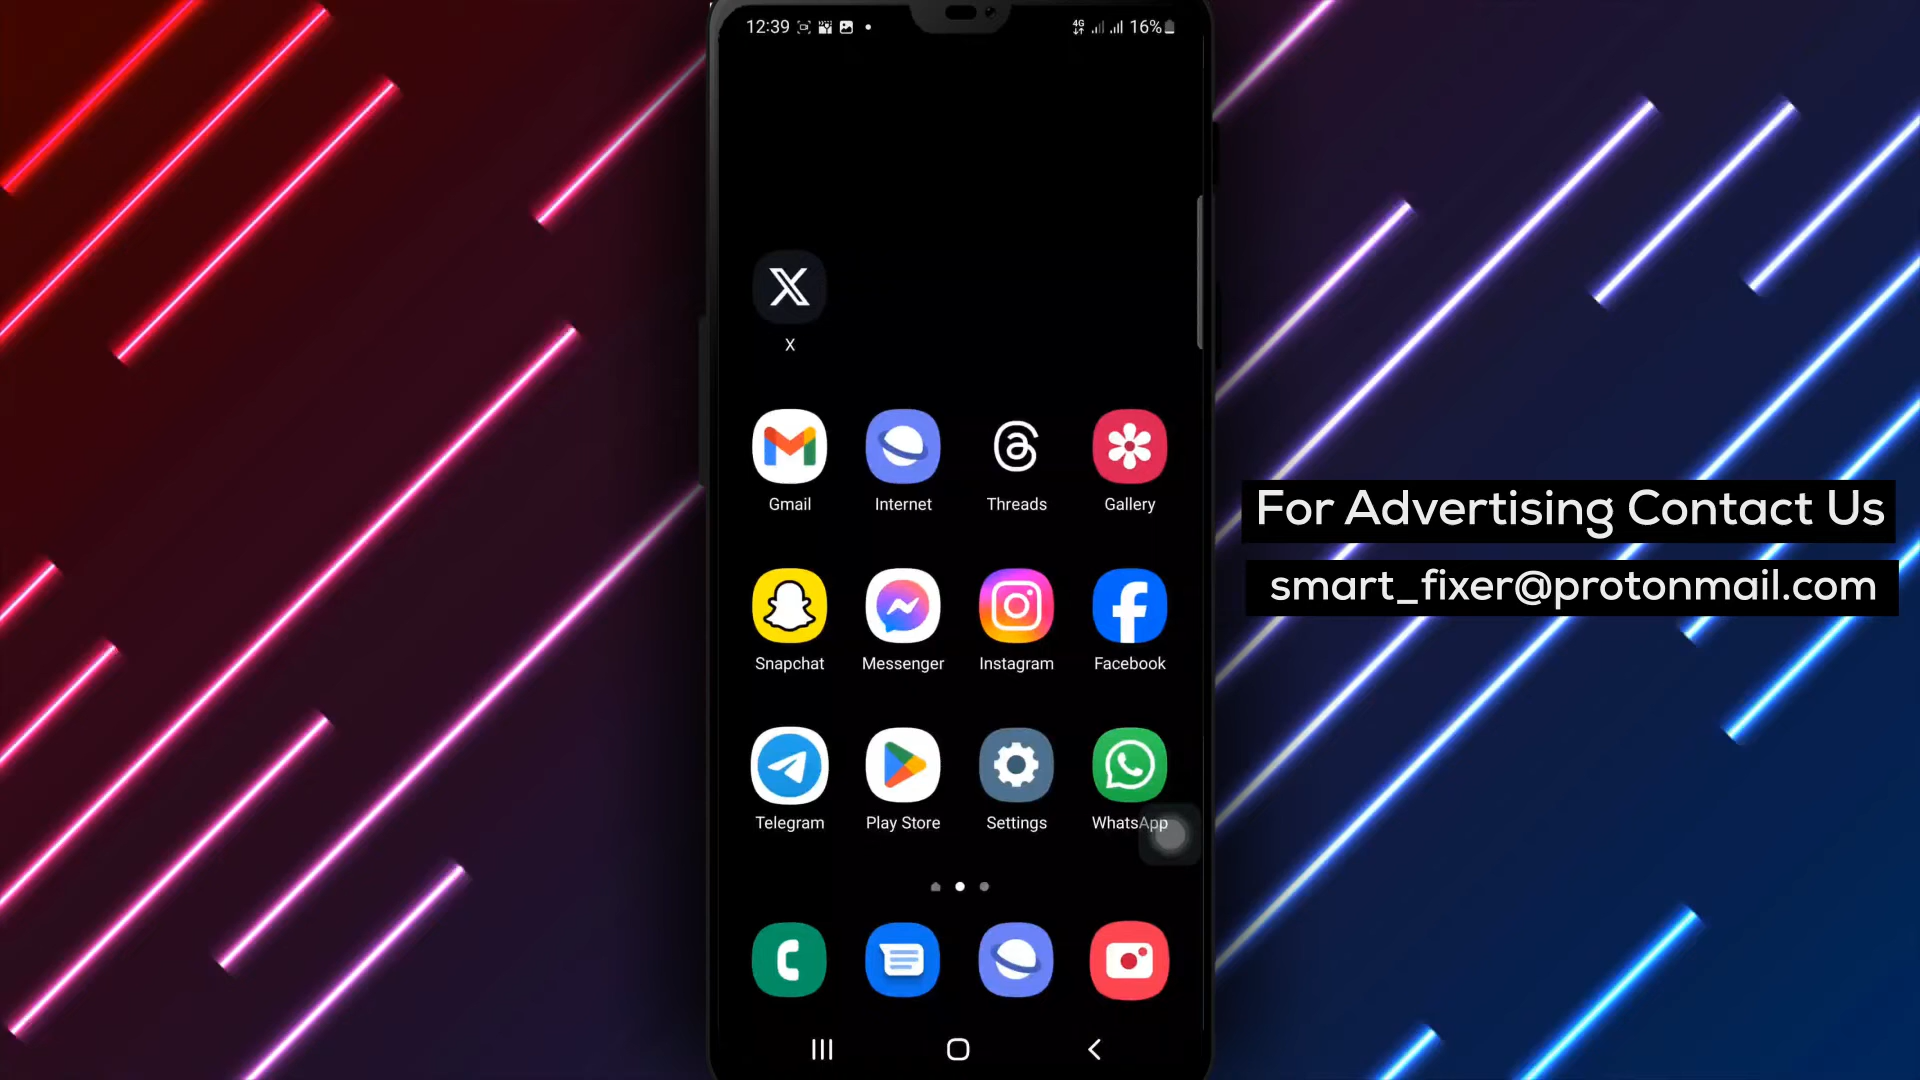 12:39
4G 16%
X
Gmail Internet Threads Gallery
Snapchat Messenger Instagram Facebook
Telegram Play Store Settings WhatsApp
For Advertising Contact Us
smart_fixer@protonmail.com